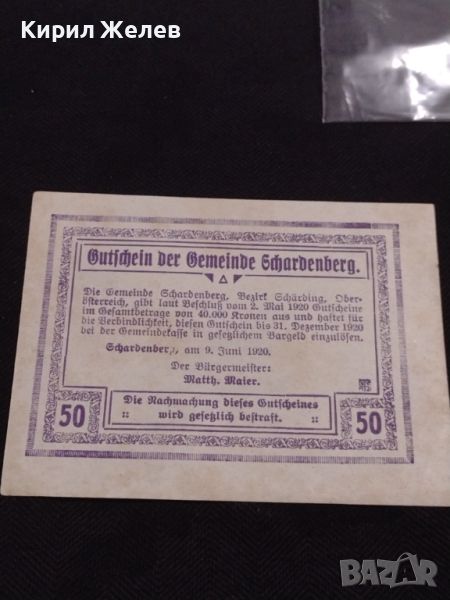 Кирил Желев
Gutschein der Gemeinde Schardenberg.
Die Gemeinde Schardenberg, Bezirk Schärding, Ober-
österreich, gibt laut Beschluß vom 2. Mai 1920 Gutscheine
im Gesamtbetrage von 40.000 Kronen aus und haftet für
die Verbindlichkeit, diesen Gutschein bis 31. Dezember 1920
bei der Gemeindekasse in gesetzlichem Bargeld einzulösen.
Schardenberg, am 9. Juni 1920.
Der Bürgermeister:
Matth. Maier.
50 Die Nachmachung dieses Gutscheines 50
:: wird gesetzlich bestraft. ::
BAZAR